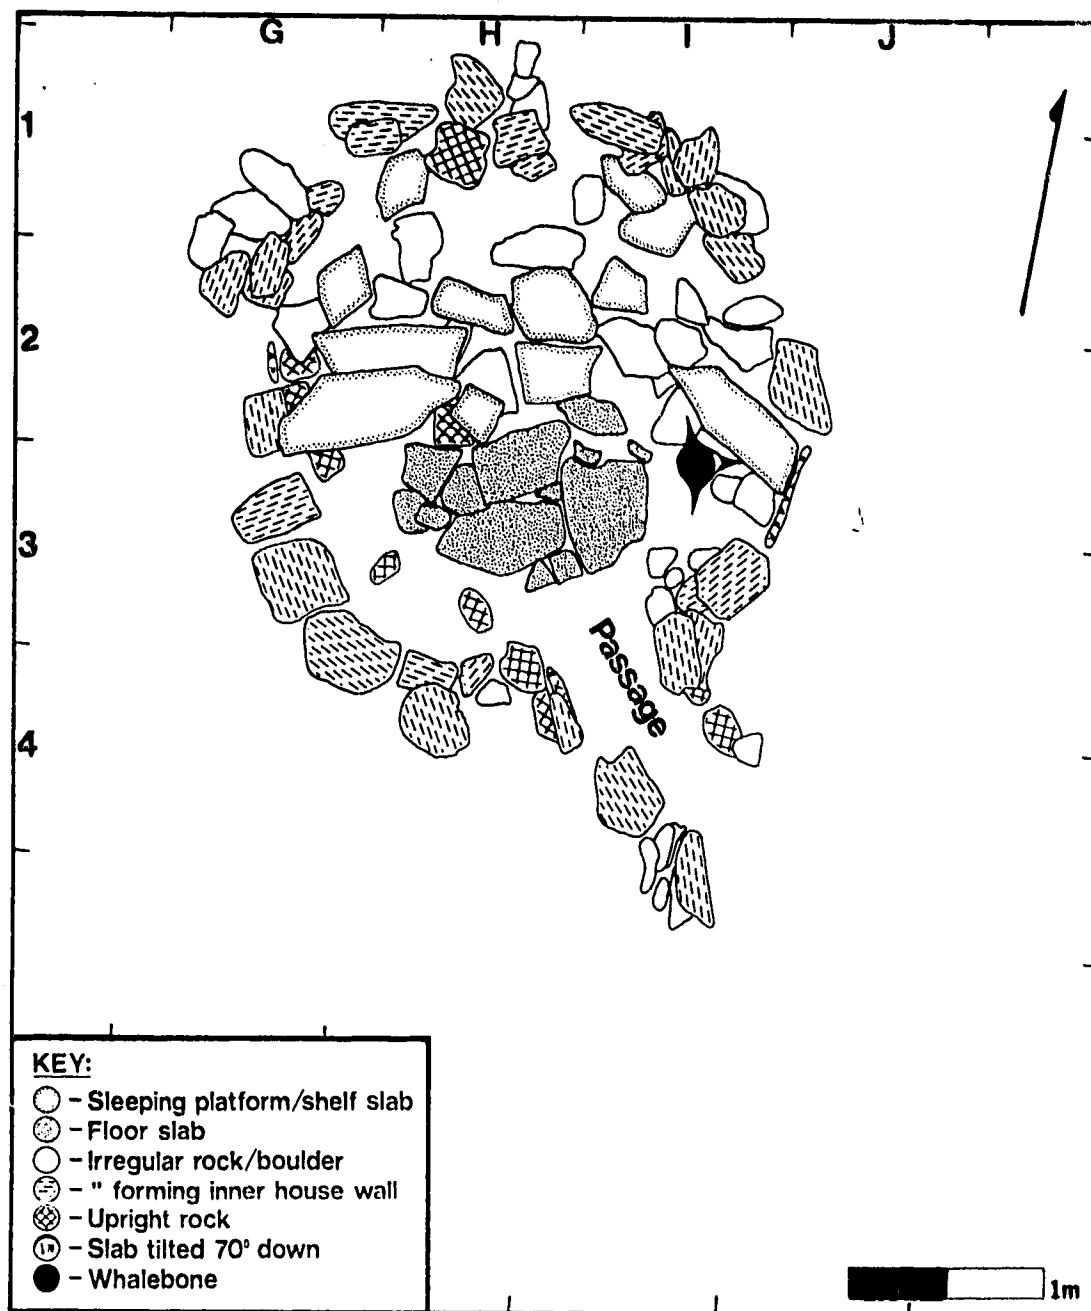 G H I J
1
2
3
4
Passage
KEY:
- Sleeping platform/shelf slab
- Floor slab
- Irregular rock/boulder
- " forming inner house wall
- Upright rock
- Slab tilted 70° down
- Whalebone
1m